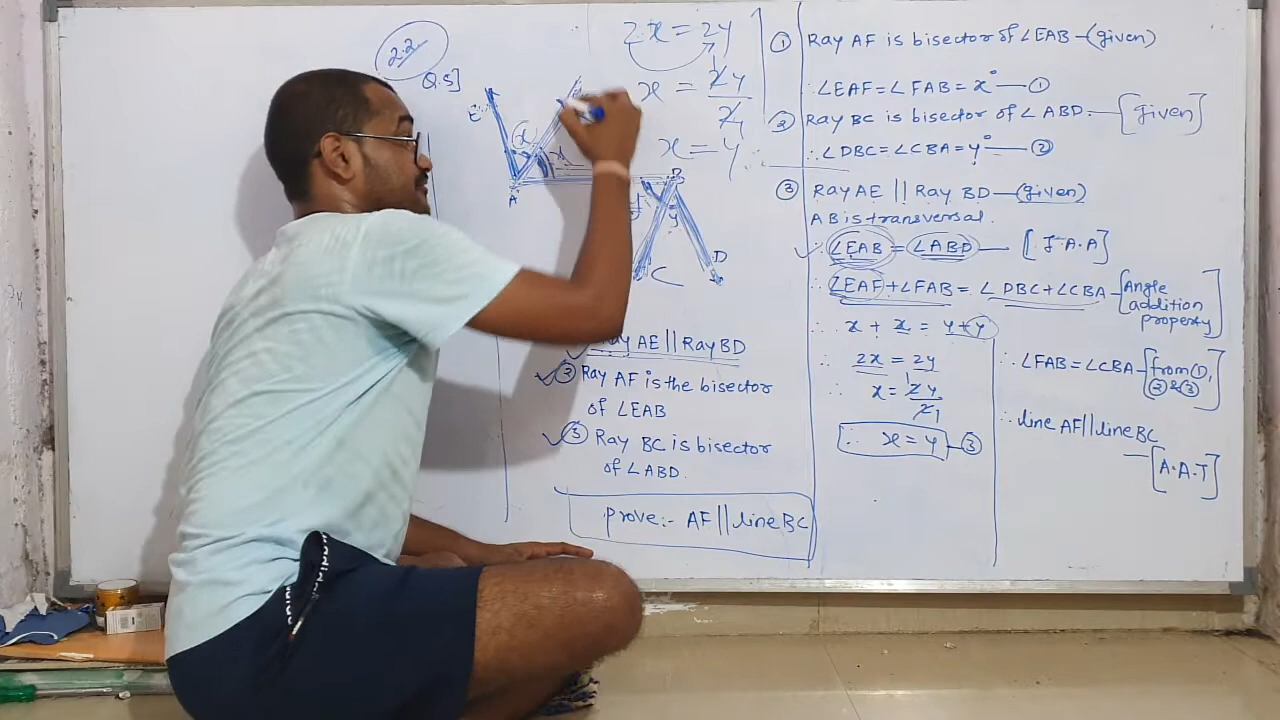 2.2
Q.5]
2x = 2y
x = 2y
2
x = y
E
x
x
A
B
y
y
C
D
Ray AE || Ray BD
② Ray AF is the bisector
of ∠EAB
③ Ray BC is bisector
of ∠ABD
Prove:- AF || line BC
① Ray AF is bisector of ∠EAB —(given)
∴ ∠EAF = ∠FAB = x° — ①
② Ray BC is bisector of ∠ABD. — [given]
∴ ∠DBC = ∠CBA = y° — ②
③ Ray AE || Ray BD —(given)
AB is transversal.
∴ ∠EAB = ∠ABD — [I.A.A]
∴ ∠EAF + ∠FAB = ∠DBC + ∠CBA - [Angle
addition
property]
∴ x + x = y + y
∴ 2x = 2y
∴ x = 2y
2
∴ x = y — ③
∴ ∠FAB = ∠CBA - [from ①,
② & ③]
∴ line AF || line BC
— [A.A.T]
adidas